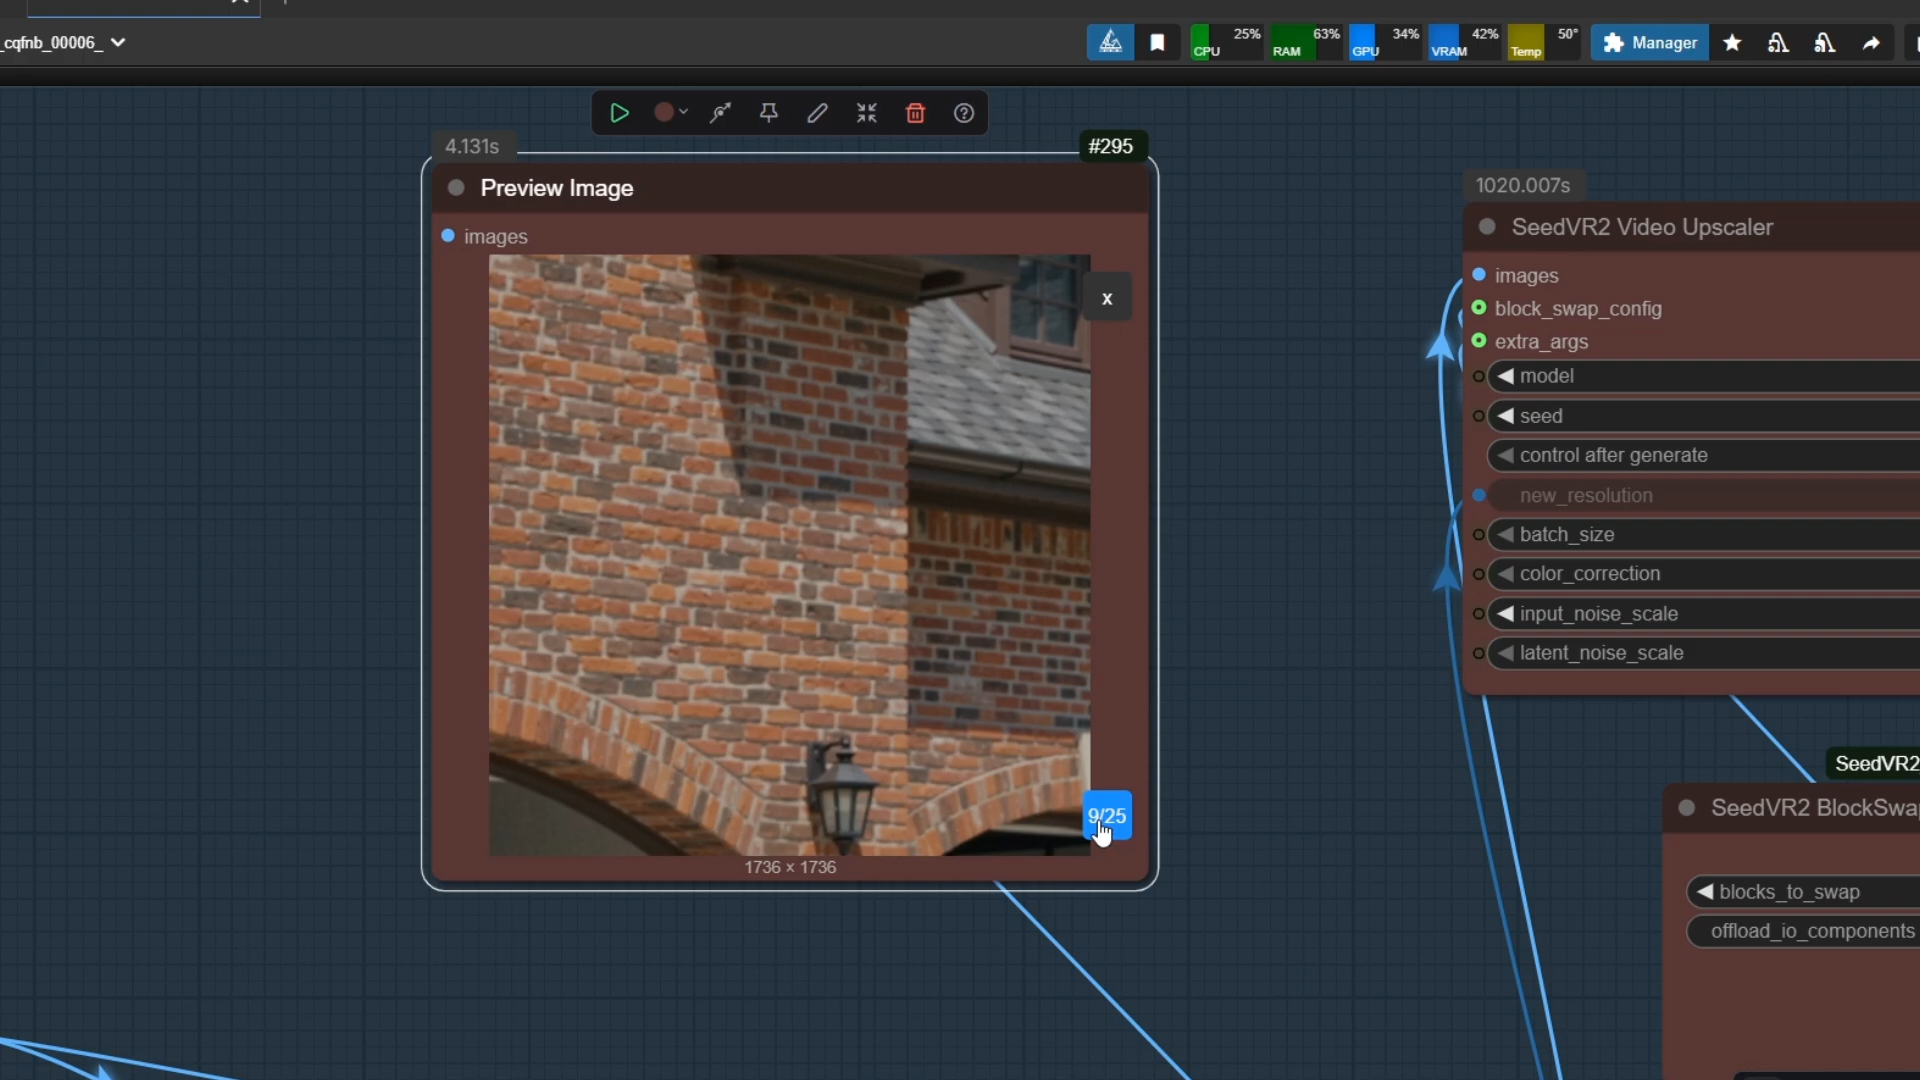 _cqfnb_00006_
CPU 25%
RAM 63%
GPU 34%
VRAM 42%
Temp 50°
Manager
4.131s
#295
Preview Image
images
x
9/25
1736 × 1736
1020.007s
SeedVR2 Video Upscaler
images
block_swap_config
extra_args
model
seed
control after generate
new_resolution
batch_size
color_correction
input_noise_scale
latent_noise_scale
SeedVR2
SeedVR2 BlockSwap
blocks_to_swap
offload_io_components